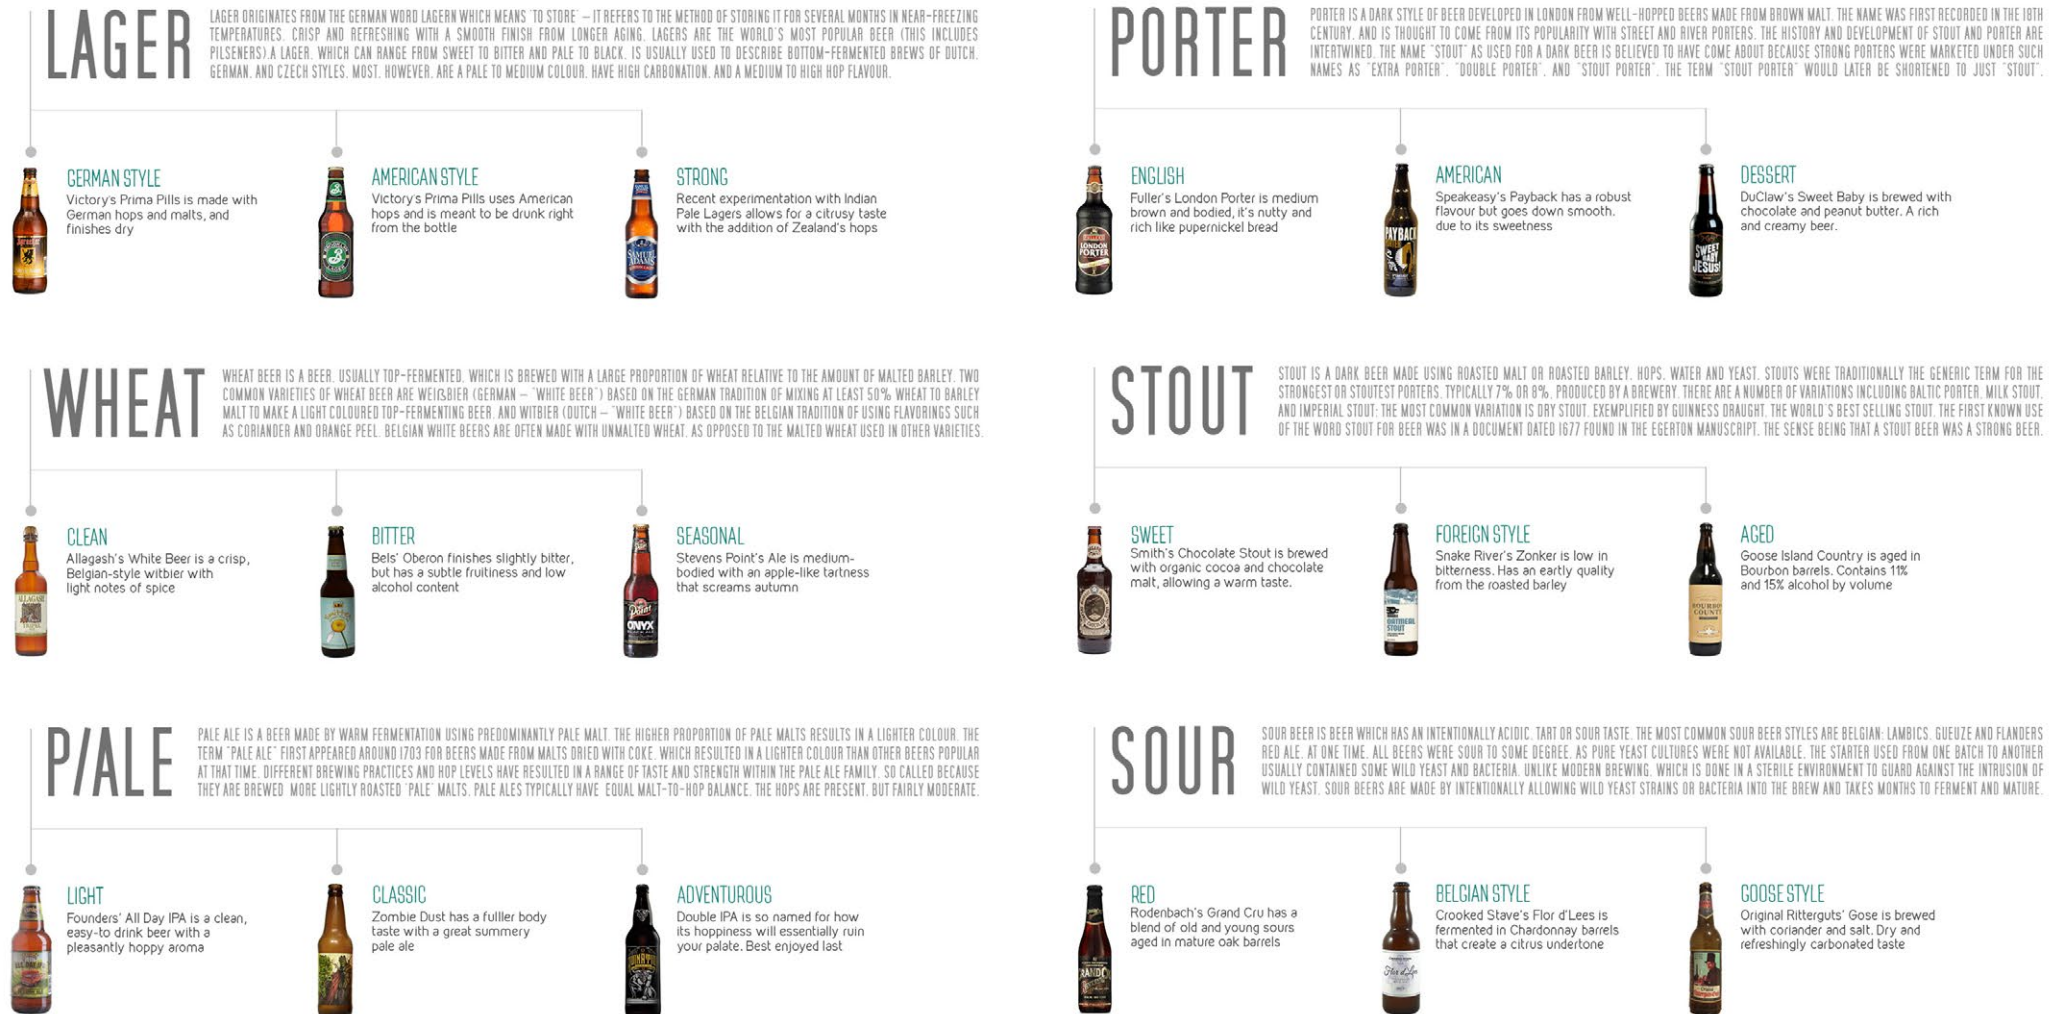 LAGER
LAGER ORIGINATES FROM THE GERMAN WORD LAGERN WHICH MEANS "TO STORE" – IT REFERS TO THE METHOD OF STORING IT FOR SEVERAL MONTHS IN NEAR-FREEZING
TEMPERATURES. CRISP AND REFRESHING WITH A SMOOTH FINISH FROM LONGER AGING. LAGERS ARE THE WORLD'S MOST POPULAR BEER (THIS INCLUDES
PILSENERS).A LAGER, WHICH CAN RANGE FROM SWEET TO BITTER AND PALE TO BLACK, IS USUALLY USED TO DESCRIBE BOTTOM-FERMENTED BREWS OF DUTCH,
GERMAN, AND CZECH STYLES. MOST, HOWEVER, ARE A PALE TO MEDIUM COLOUR, HAVE HIGH CARBONATION, AND A MEDIUM TO HIGH HOP FLAVOUR.
GERMAN STYLE
Victory's Prima Pills is made with
German hops and malts, and
finishes dry
AMERICAN STYLE
Victory's Prima Pills uses American
hops and is meant to be drunk right
from the bottle
STRONG
Recent experimentation with Indian
Pale Lagers allows for a citrusy taste
with the addition of Zealand's hops
SAMUEL
ADAMS
PORTER
PORTER IS A DARK STYLE OF BEER DEVELOPED IN LONDON FROM WELL-HOPPED BEERS MADE FROM BROWN MALT. THE NAME WAS FIRST RECORDED IN THE 18TH
CENTURY, AND IS THOUGHT TO COME FROM ITS POPULARITY WITH STREET AND RIVER PORTERS. THE HISTORY AND DEVELOPMENT OF STOUT AND PORTER ARE
INTERTWINED. THE NAME "STOUT" AS USED FOR A DARK BEER IS BELIEVED TO HAVE COME ABOUT BECAUSE STRONG PORTERS WERE MARKETED UNDER SUCH
NAMES AS "EXTRA PORTER", "DOUBLE PORTER", AND "STOUT PORTER". THE TERM "STOUT PORTER" WOULD LATER BE SHORTENED TO JUST "STOUT".
ENGLISH
Fuller's London Porter is medium
brown and bodied, it's nutty and
rich like pupernickel bread
LONDON
PORTER
AMERICAN
Speakeasy's Payback has a robust
flavour but goes down smooth.
due to its sweetness
PAYBACK
DESSERT
DuClaw's Sweet Baby is brewed with
chocolate and peanut butter. A rich
and creamy beer.
SWEET
BABY
JESUS!
WHEAT
WHEAT BEER IS A BEER, USUALLY TOP-FERMENTED, WHICH IS BREWED WITH A LARGE PROPORTION OF WHEAT RELATIVE TO THE AMOUNT OF MALTED BARLEY. TWO
COMMON VARIETIES OF WHEAT BEER ARE WEIßBIER (GERMAN – "WHITE BEER") BASED ON THE GERMAN TRADITION OF MIXING AT LEAST 50% WHEAT TO BARLEY
MALT TO MAKE A LIGHT COLOURED TOP-FERMENTING BEER, AND WITBIER (DUTCH – "WHITE BEER") BASED ON THE BELGIAN TRADITION OF USING FLAVORINGS SUCH
AS CORIANDER AND ORANGE PEEL. BELGIAN WHITE BEERS ARE OFTEN MADE WITH UNMALTED WHEAT, AS OPPOSED TO THE MALTED WHEAT USED IN OTHER VARIETIES.
CLEAN
Allagash's White Beer is a crisp,
Belgian-style witbier with
light notes of spice
ALLAGASH
BITTER
Bels' Oberon finishes slightly bitter,
but has a subtle fruitiness and low
alcohol content
SEASONAL
Stevens Point's Ale is medium-
bodied with an apple-like tartness
that screams autumn
Point
ONYX
STOUT
STOUT IS A DARK BEER MADE USING ROASTED MALT OR ROASTED BARLEY, HOPS, WATER AND YEAST. STOUTS WERE TRADITIONALLY THE GENERIC TERM FOR THE
STRONGEST OR STOUTEST PORTERS, TYPICALLY 7% OR 8%, PRODUCED BY A BREWERY. THERE ARE A NUMBER OF VARIATIONS INCLUDING BALTIC PORTER, MILK STOUT,
AND IMPERIAL STOUT; THE MOST COMMON VARIATION IS DRY STOUT, EXEMPLIFIED BY GUINNESS DRAUGHT, THE WORLD'S BEST SELLING STOUT. THE FIRST KNOWN USE
OF THE WORD STOUT FOR BEER WAS IN A DOCUMENT DATED 1677 FOUND IN THE EGERTON MANUSCRIPT, THE SENSE BEING THAT A STOUT BEER WAS A STRONG BEER.
SWEET
Smith's Chocolate Stout is brewed
with organic cocoa and chocolate
malt, allowing a warm taste.
FOREIGN STYLE
Snake River's Zonker is low in
bitterness. Has an eartly quality
from the roasted barley
OATMEAL
STOUT
AGED
Goose Island Country is aged in
Bourbon barrels. Contains 11%
and 15% alcohol by volume
BOURBON
COUNTY
P/ALE
PALE ALE IS A BEER MADE BY WARM FERMENTATION USING PREDOMINANTLY PALE MALT. THE HIGHER PROPORTION OF PALE MALTS RESULTS IN A LIGHTER COLOUR. THE
TERM "PALE ALE" FIRST APPEARED AROUND 1703 FOR BEERS MADE FROM MALTS DRIED WITH COKE, WHICH RESULTED IN A LIGHTER COLOUR THAN OTHER BEERS POPULAR
AT THAT TIME. DIFFERENT BREWING PRACTICES AND HOP LEVELS HAVE RESULTED IN A RANGE OF TASTE AND STRENGTH WITHIN THE PALE ALE FAMILY. SO CALLED BECAUSE
THEY ARE BREWED MORE LIGHTLY ROASTED "PALE" MALTS, PALE ALES TYPICALLY HAVE EQUAL MALT-TO-HOP BALANCE. THE HOPS ARE PRESENT, BUT FAIRLY MODERATE.
LIGHT
Founders' All Day IPA is a clean,
easy-to drink beer with a
pleasantly hoppy aroma
CLASSIC
Zombie Dust has a fulller body
taste with a great summery
pale ale
ADVENTUROUS
Double IPA is so named for how
its hoppiness will essentially ruin
your palate. Best enjoyed last
SOUR
SOUR BEER IS BEER WHICH HAS AN INTENTIONALLY ACIDIC, TART OR SOUR TASTE. THE MOST COMMON SOUR BEER STYLES ARE BELGIAN: LAMBICS, GUEUZE AND FLANDERS
RED ALE. AT ONE TIME, ALL BEERS WERE SOUR TO SOME DEGREE. AS PURE YEAST CULTURES WERE NOT AVAILABLE, THE STARTER USED FROM ONE BATCH TO ANOTHER
USUALLY CONTAINED SOME WILD YEAST AND BACTERIA. UNLIKE MODERN BREWING, WHICH IS DONE IN A STERILE ENVIRONMENT TO GUARD AGAINST THE INTRUSION OF
WILD YEAST, SOUR BEERS ARE MADE BY INTENTIONALLY ALLOWING WILD YEAST STRAINS OR BACTERIA INTO THE BREW AND TAKES MONTHS TO FERMENT AND MATURE.
RED
Rodenbach's Grand Cru has a
blend of old and young sours
aged in mature oak barrels
BELGIAN STYLE
Crooked Stave's Flor d'Lees is
fermented in Chardonnay barrels
that create a citrus undertone
GOOSE STYLE
Original Ritterguts' Gose is brewed
with coriander and salt. Dry and
refreshingly carbonated taste